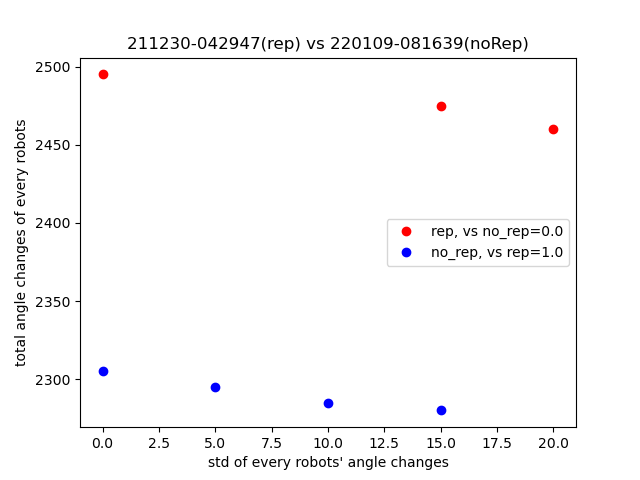 211230-042947(rep) vs 220109-081639(noRep)
total angle changes of every robots
2500
2450
2400
2350
2300
rep, vs no_rep=0.0
no_rep, vs rep=1.0
0.0 2.5 5.0 7.5 10.0 12.5 15.0 17.5 20.0
std of every robots' angle changes